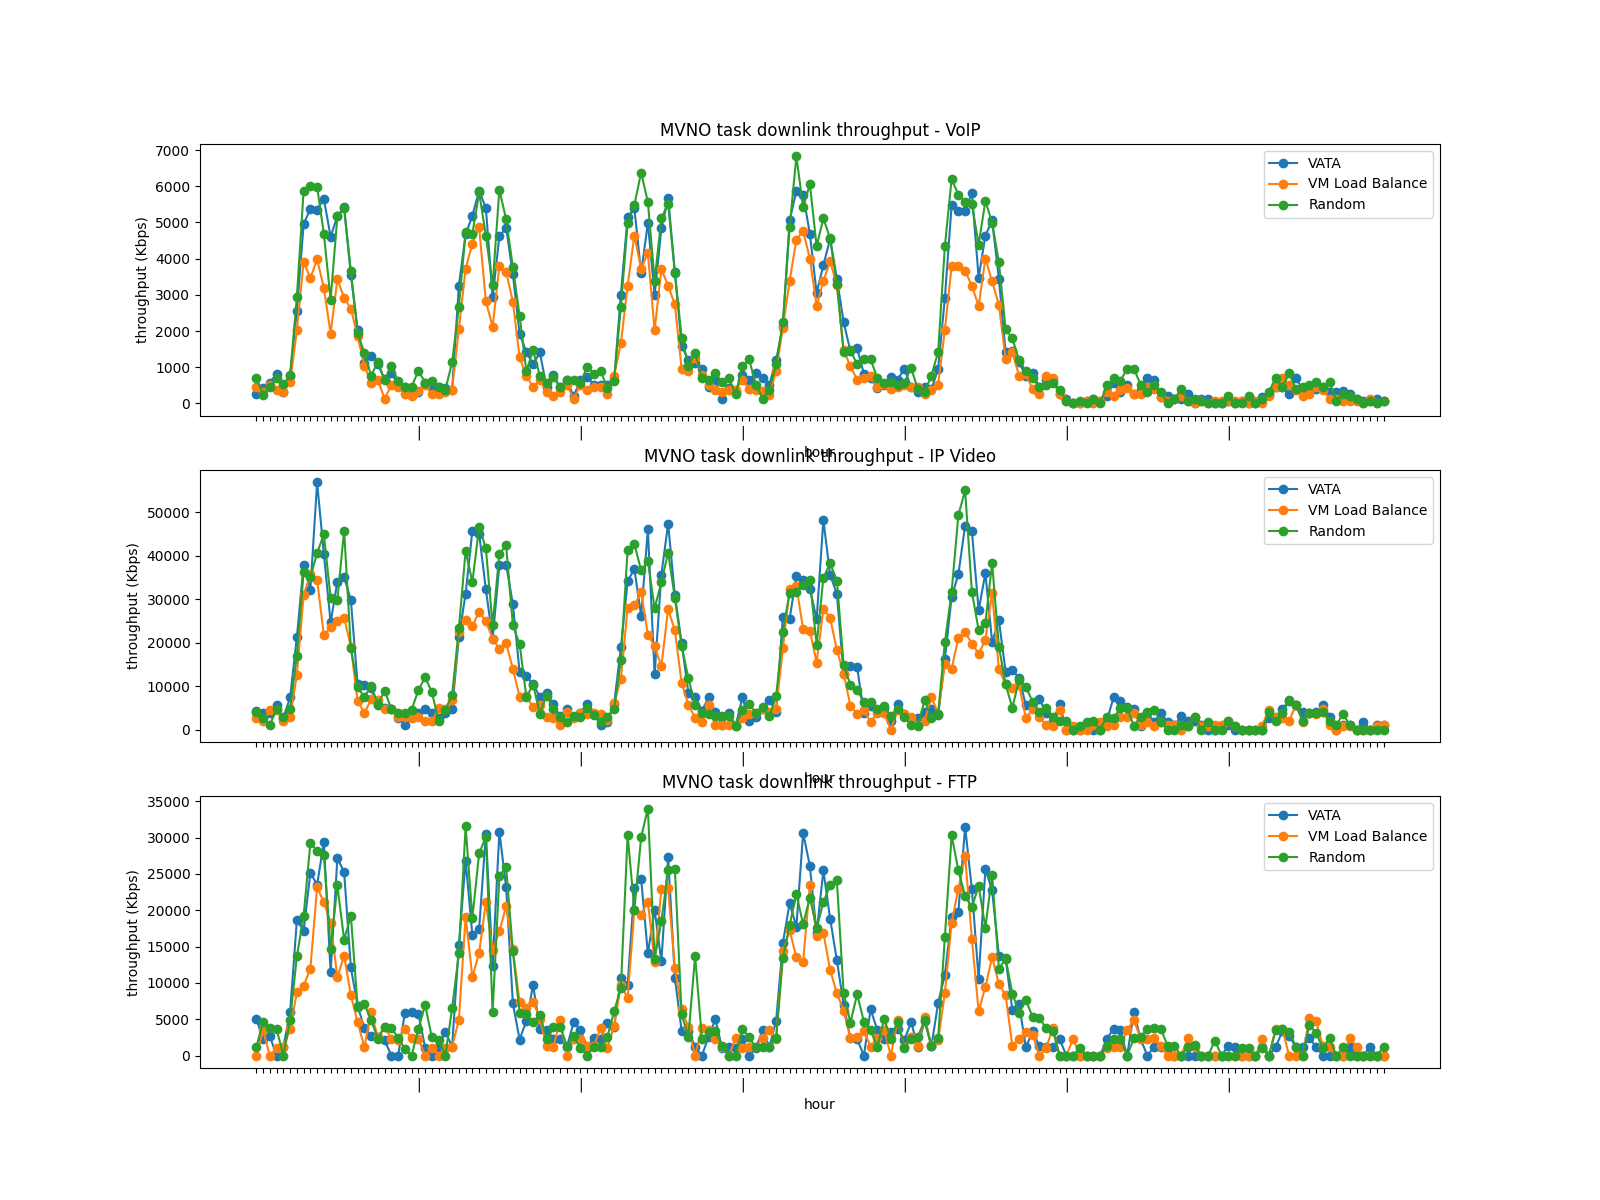 MVNO task downlink throughput - VoIP
7000
6000
5000
4000
3000
2000
1000
0
throughput (Kbps)
VATA
VM Load Balance
Random
hour
MVNO task downlink throughput - IP Video
50000
40000
30000
20000
10000
0
throughput (Kbps)
VATA
VM Load Balance
Random
hour
MVNO task downlink throughput - FTP
35000
30000
25000
20000
15000
10000
5000
0
throughput (Kbps)
VATA
VM Load Balance
Random
hour